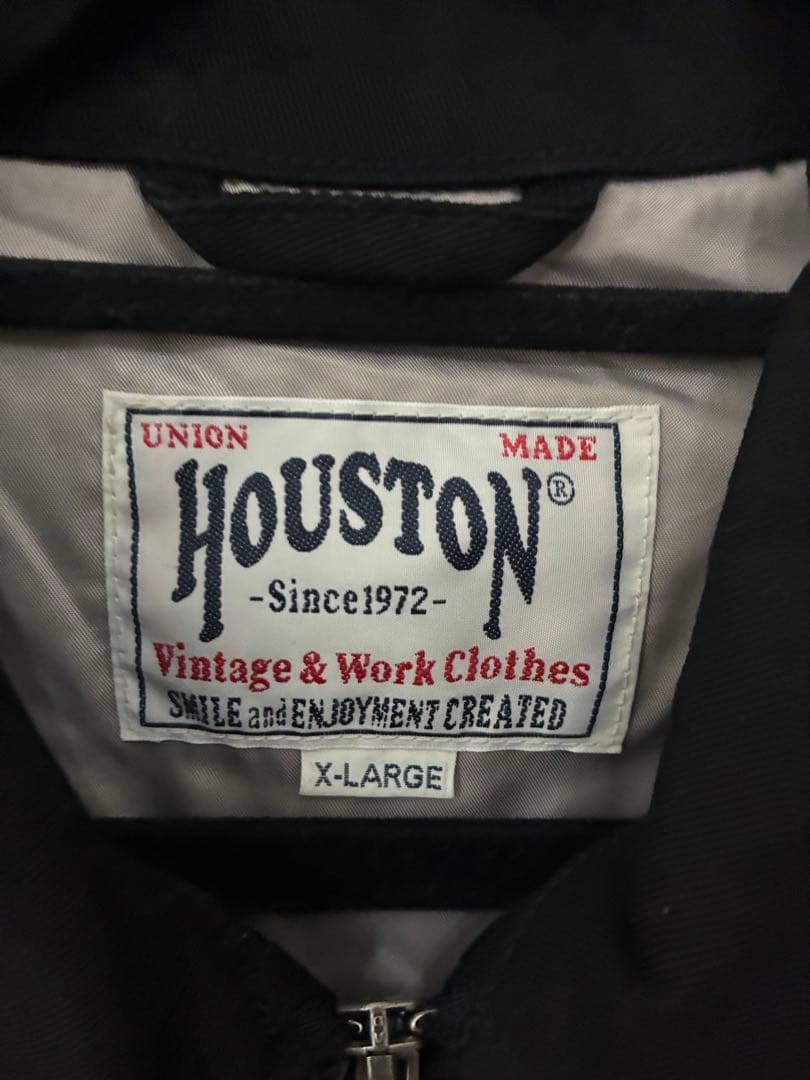 UNION MADE
HOUSTON®
-Since1972-
Vintage & Work Clothes
SMILE and ENJOYMENT CREATED
X-LARGE